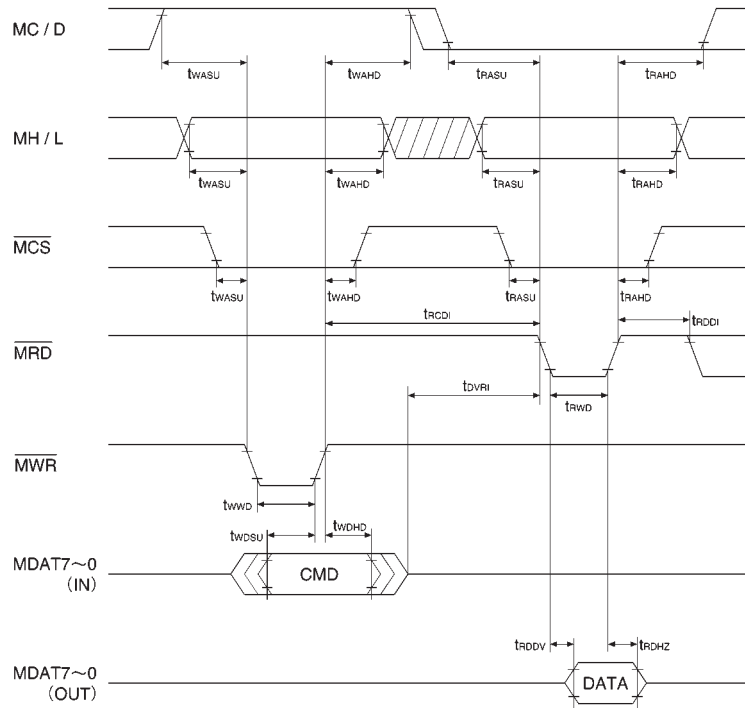 MC / D
tWASU
tWAHD
tRASU
tRAHD
MH / L
tWASU
tWAHD
tRASU
tRAHD
MCS
tWASU
tWAHD
tRASU
tRAHD
tRCDI
tRDDI
MRD
tDVRI
tRWD
MWR
tWWD
tWDSU
tWDHD
MDAT7～0
(IN)
CMD
tRDDV
tRDHZ
MDAT7～0
(OUT)
DATA